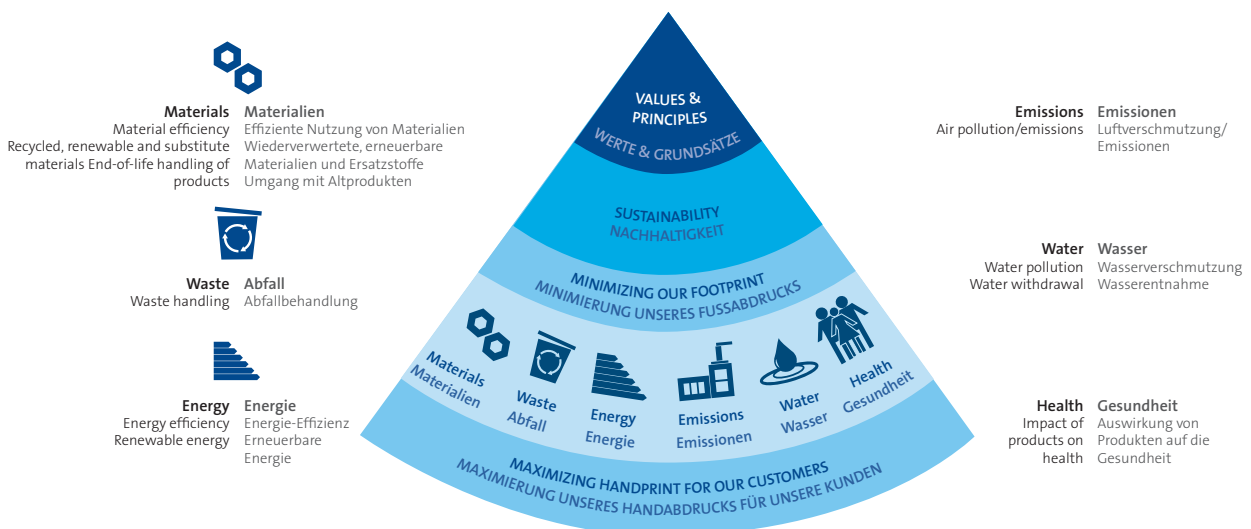 Materials
Material efficiency
Recycled, renewable and substitute
materials End-of-life handling of
products
Materialien
Effiziente Nutzung von Materialien
Wiederverwertete, erneuerbare
Materialien und Ersatzstoffe
Umgang mit Altprodukten
Waste
Waste handling
Abfall
Abfallbehandlung
Energy
Energy efficiency
Renewable energy
Energie
Energie-Effizienz
Erneuerbare
Energie
VALUES &
PRINCIPLES
WERTE & GRUNDSÄTZE
SUSTAINABILITY
NACHHALTIGKEIT
MINIMIZING OUR FOOTPRINT
MINIMIERUNG UNSERES FUSSABDRUCKS
Materials
Materialien
Waste
Abfall
Energy
Energie
Emissions
Emissionen
Water
Wasser
Health
Gesundheit
MAXIMIZING HANDPRINT FOR OUR CUSTOMERS
MAXIMIERUNG UNSERES HANDABDRUCKS FÜR UNSERE KUNDEN
Emissions
Air pollution/emissions
Emissionen
Luftverschmutzung/
Emissionen
Water
Water pollution
Water withdrawal
Wasser
Wasserverschmutzung
Wasserentnahme
Health
Impact of
products on
health
Gesundheit
Auswirkung von
Produkten auf die
Gesundheit